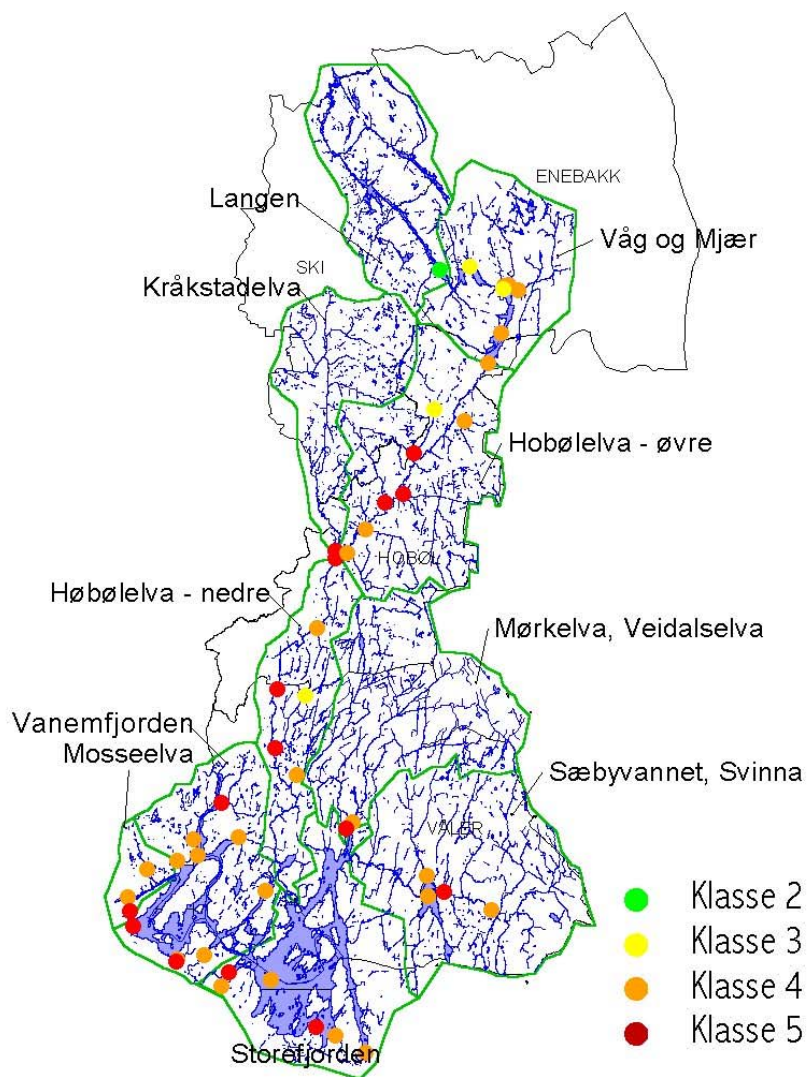 ENEBAKK
Langen
Våg og Mjær
SKI
Kråkstadelva
Hobølelva - øvre
HOBØL
Høbølelva - nedre
Mørkelva, Veidalselva
Vanemfjorden
Mosseelva
Sæbyvannet, Svinna
VÅLER
Klasse 2
Klasse 3
Klasse 4
Klasse 5
Storefjorden